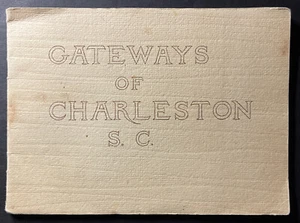 GATEWAYS
OF
CHARLESTON
S. C.